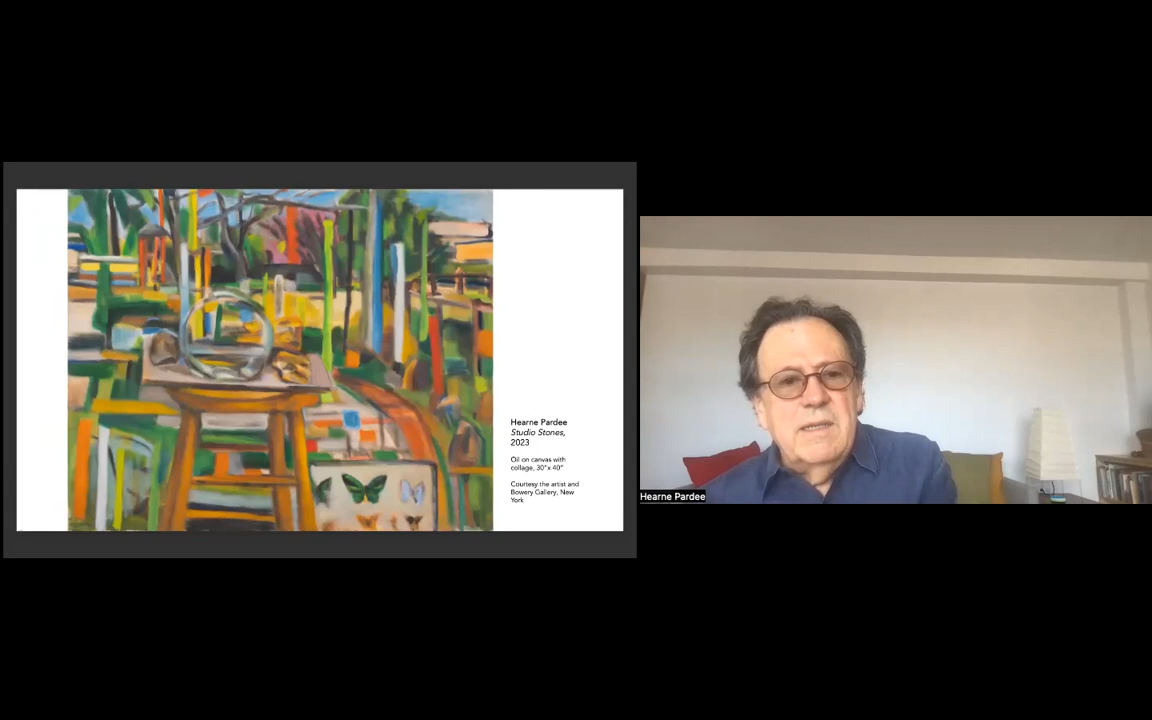 Hearne Pardee
Studio Stones,
2023
Oil on canvas with
collage, 30"x 40"
Courtesy the artist and
Bowery Gallery, New
York
Hearne Pardee